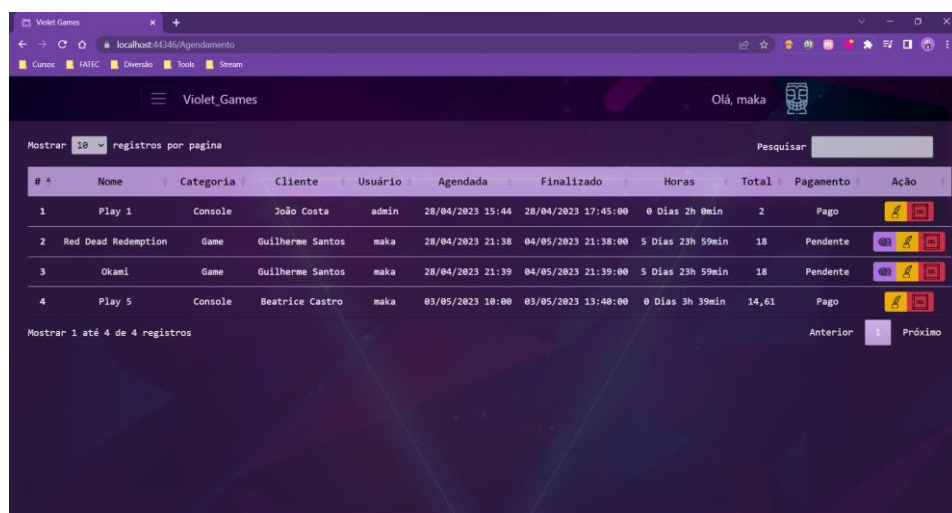 Violet Games
localhost:44346/Agendamento
Cursos FATEC Diversão Tools Stream
Violet_Games Olá, maka
Mostrar 10 registros por pagina Pesquisar
# Nome Categoria Cliente Usuário Agendada Finalizado Horas Total Pagamento Ação
1 Play 1 Console João Costa admin 28/04/2023 15:44 28/04/2023 17:45:00 0 Dias 2h 0min 2 Pago
2 Red Dead Redemption Game Guilherme Santos maka 28/04/2023 21:38 04/05/2023 21:38:00 5 Dias 23h 59min 18 Pendente
3 Okami Game Guilherme Santos maka 28/04/2023 21:39 04/05/2023 21:39:00 5 Dias 23h 59min 18 Pendente
4 Play 5 Console Beatrice Castro maka 03/05/2023 10:00 03/05/2023 13:40:00 0 Dias 3h 39min 14,61 Pago
Mostrar 1 até 4 de 4 registros Anterior 1 Próximo